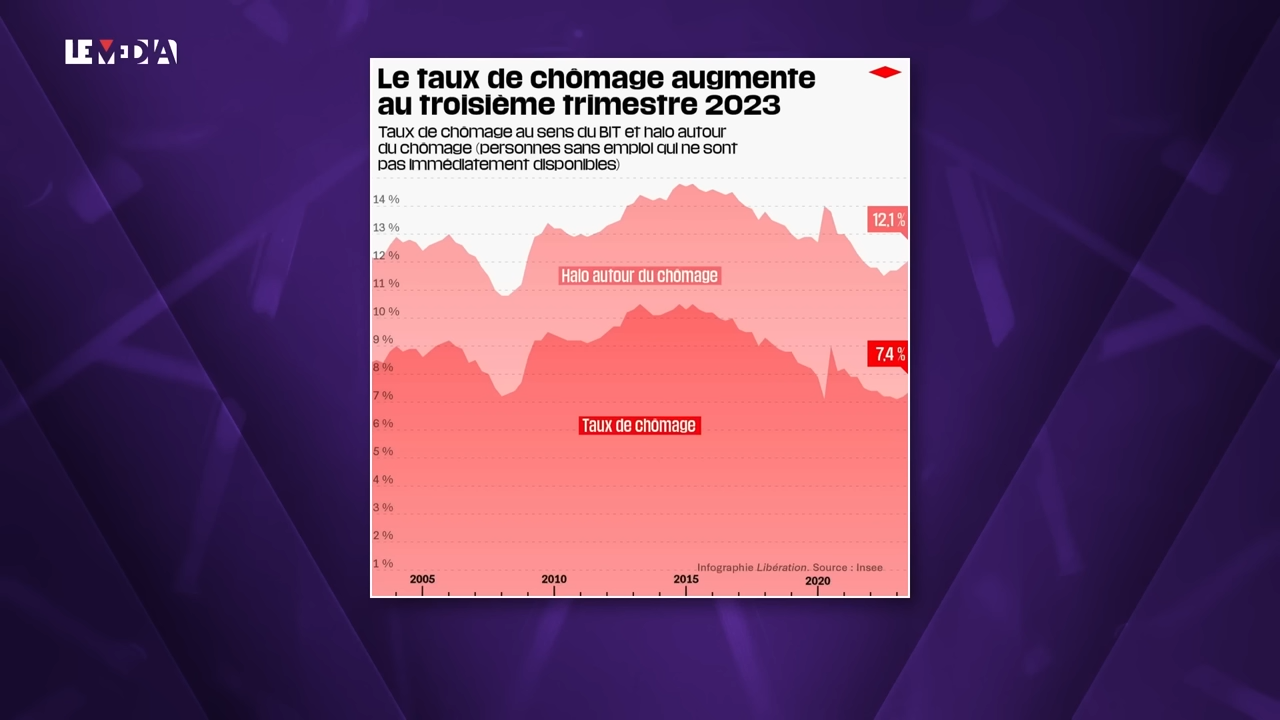 LE MEDIA
Le taux de chômage augmente
au troisième trimestre 2023
Taux de chômage au sens du BIT et halo autour
du chômage (personnes sans emploi qui ne sont
pas immédiatement disponibles)
14 %
13 %
12 %
11 %
10 %
9 %
8 %
7 %
6 %
5 %
4 %
3 %
2 %
1 %
12,1 %
Halo autour du chômage
7,4 %
Taux de chômage
Infographie Libération. Source : Insee
2005
2010
2015
2020